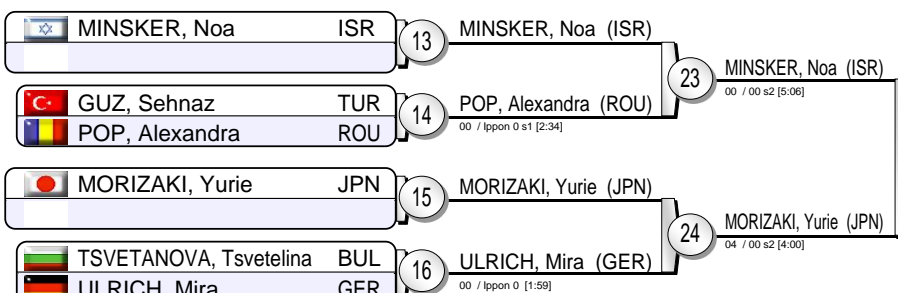 MINSKER, Noa ISR
13
MINSKER, Noa (ISR)
23
MINSKER, Noa (ISR)
00 / 00 s2 [5:06]
GUZ, Sehnaz TUR
POP, Alexandra ROU
14
POP, Alexandra (ROU)
00 / Ippon 0 s1 [2:34]
MORIZAKI, Yurie JPN
15
MORIZAKI, Yurie (JPN)
24
MORIZAKI, Yurie (JPN)
04 / 00 s2 [4:00]
TSVETANOVA, Tsvetelina BUL
ULRICH, Mira GER
16
ULRICH, Mira (GER)
00 / Ippon 0 [1:59]